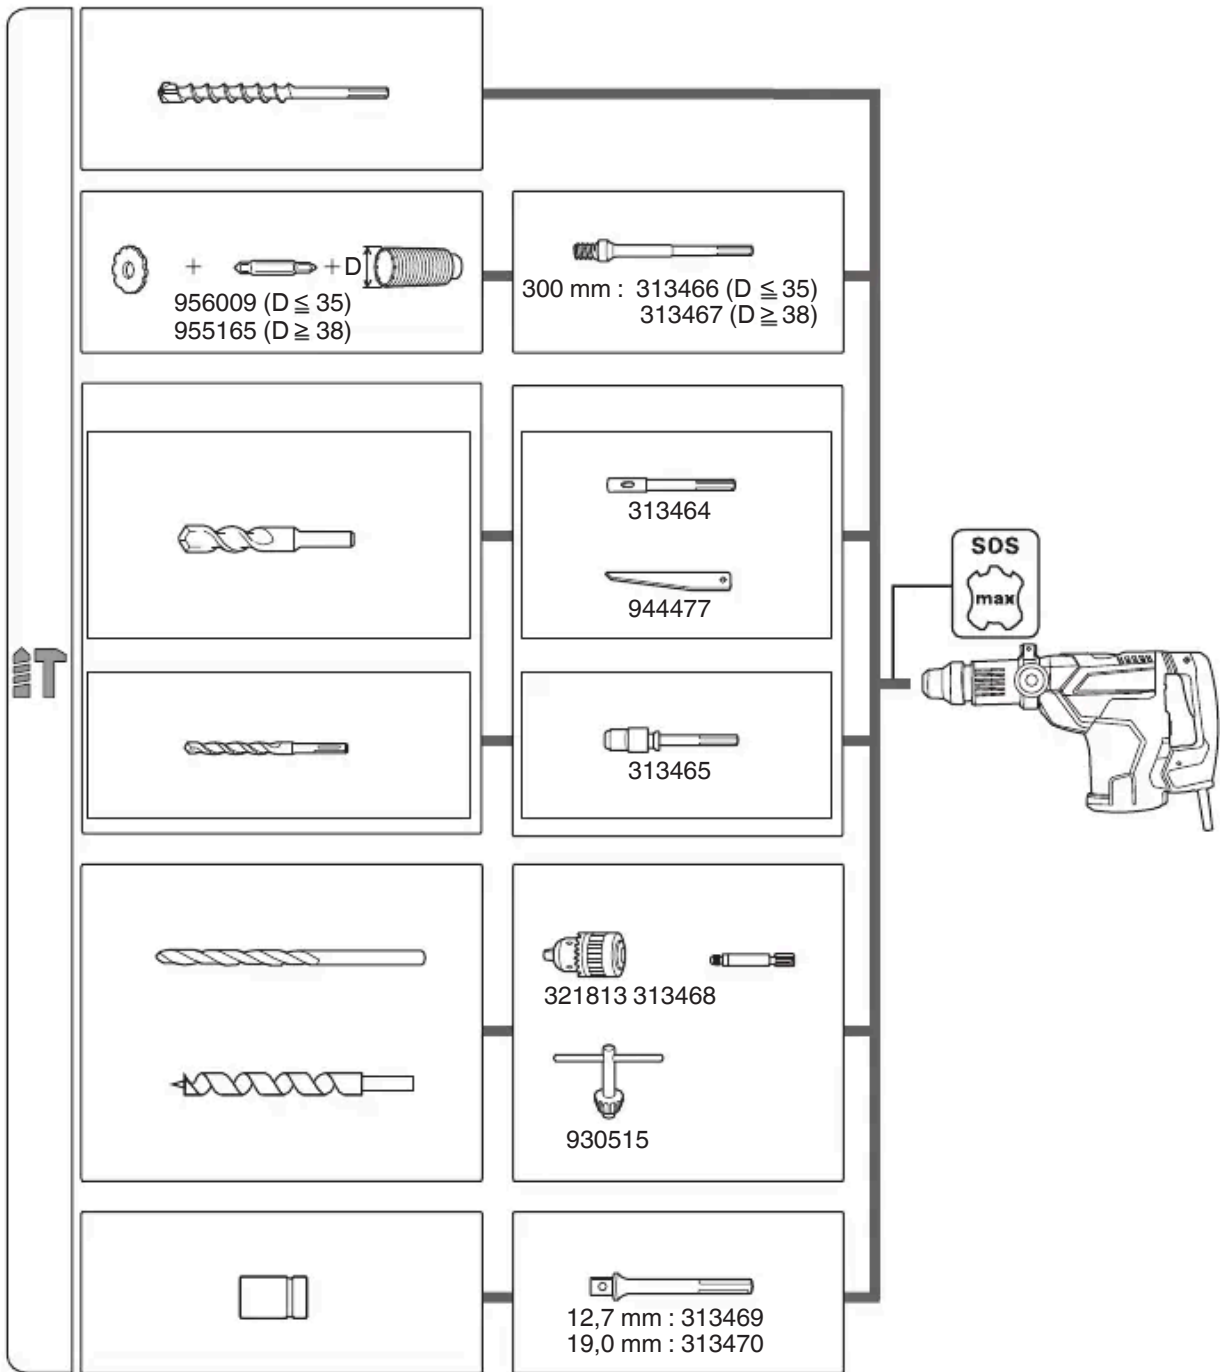 + + D
956009 (D ≦ 35)
955165 (D ≧ 38)
300 mm : 313466 (D ≦ 35)
313467 (D ≧ 38)
313464
944477
SDS
max
313465
321813 313468
930515
12,7 mm : 313469
19,0 mm : 313470